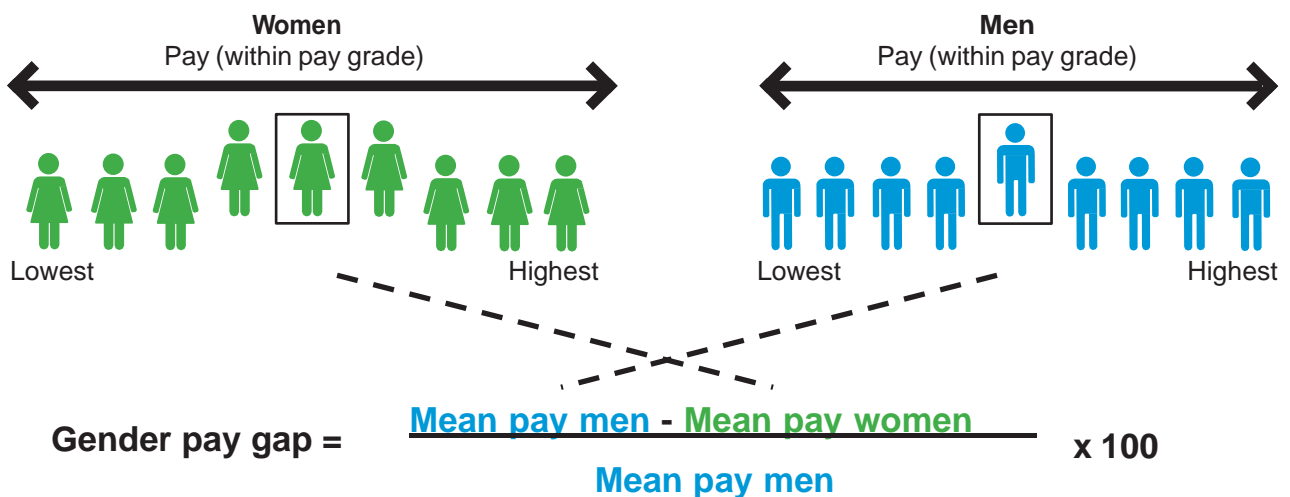 Women
Pay (within pay grade)
Men
Pay (within pay grade)
Lowest
Highest
Lowest
Highest
Gender pay gap =
Mean pay men - Mean pay women
Mean pay men
x 100